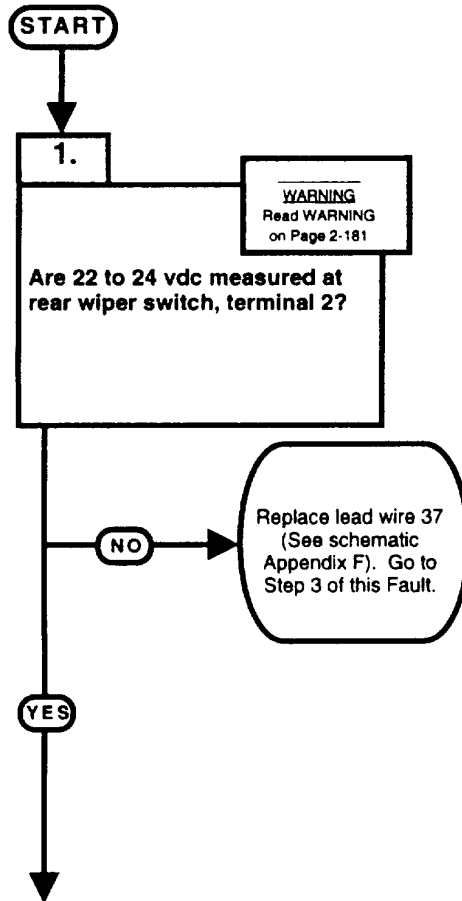 START
1.
WARNING
Read WARNING
on Page 2-181
Are 22 to 24 vdc measured at
rear wiper switch, terminal 2?
NO
Replace lead wire 37
(See schematic
Appendix F). Go to
Step 3 of this Fault.
YES